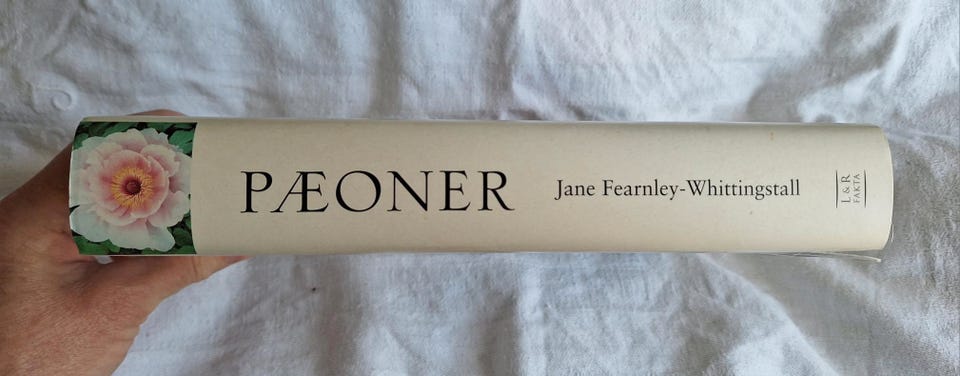 PÆONER
Jane Fearnley-Whittingstall
L & R
FAKTA